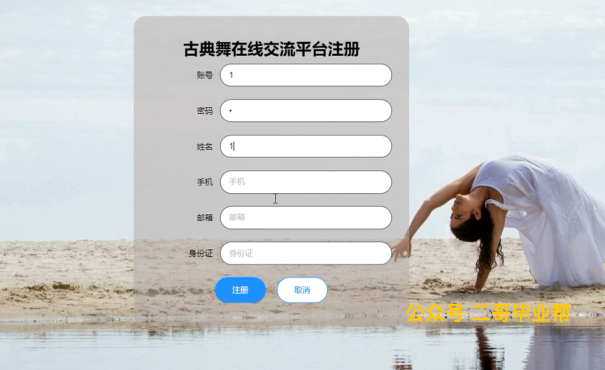 古典舞在线交流平台注册
账号 1
密码 •
姓名 1
手机 手机
邮箱 邮箱
身份证 身份证
注册 取消
公众号 二哥毕业帮